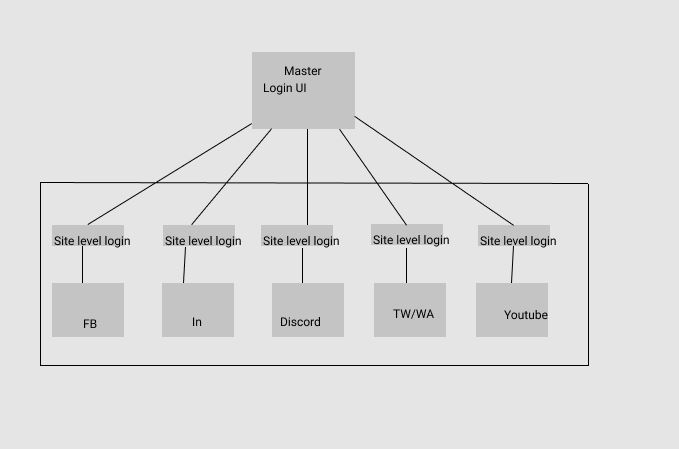 Master
Login UI
Site level login
Site level login
Site level login
Site level login
Site level login
FB
In
Discord
TW/WA
Youtube